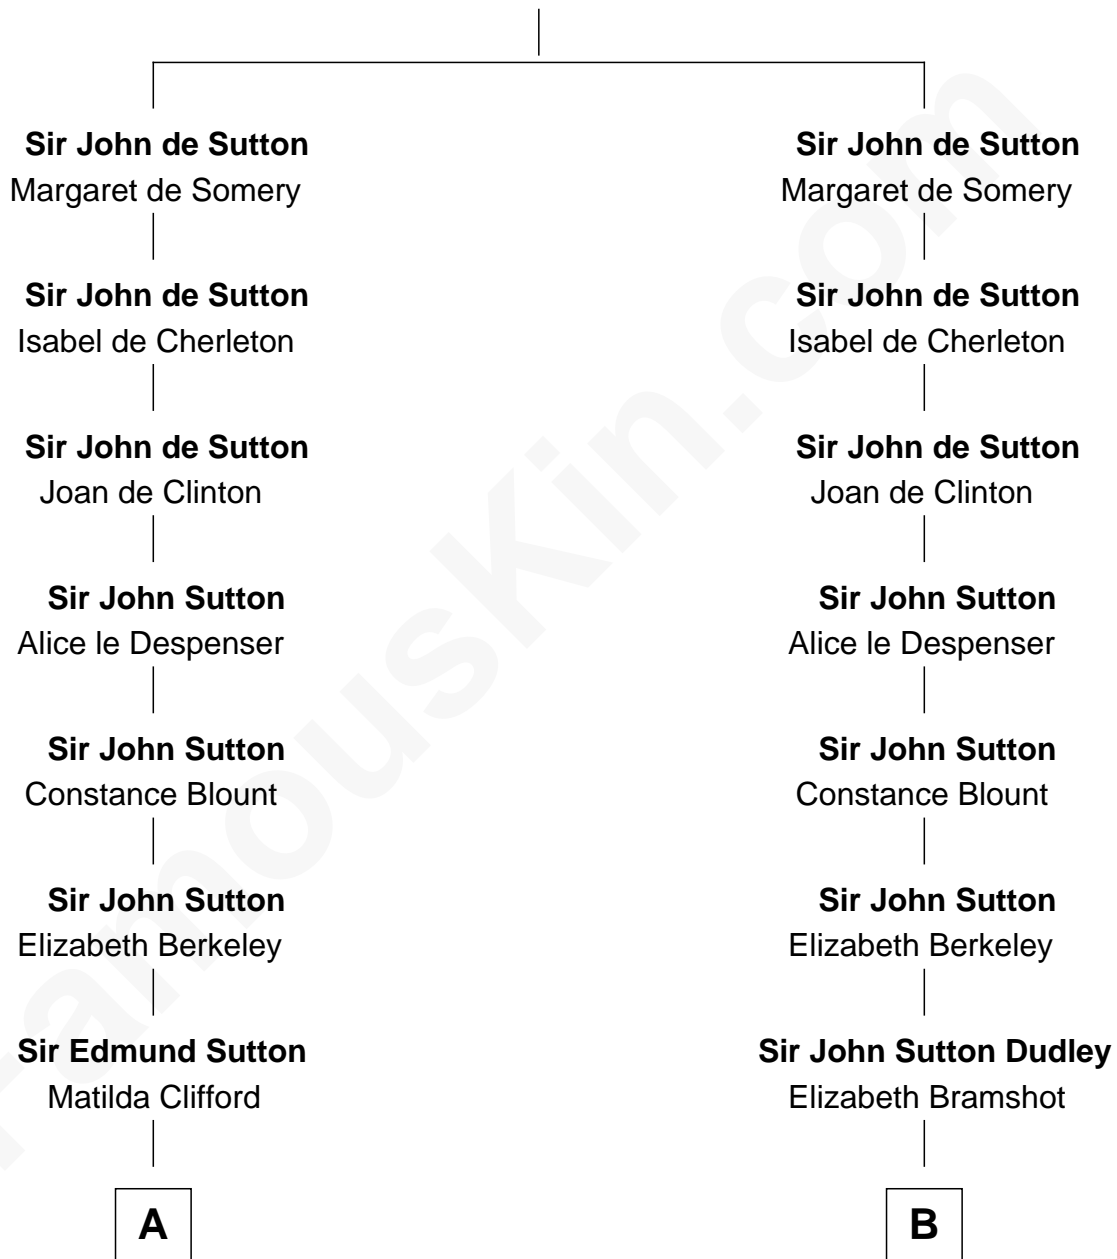 Sir John de Sutton
Margaret de Somery
Sir John de Sutton
Isabel de Cherleton
Sir John de Sutton
Joan de Clinton
Sir John Sutton
Alice le Despenser
Sir John Sutton
Constance Blount
Sir John Sutton
Elizabeth Berkeley
Sir Edmund Sutton
Matilda Clifford
A
Sir John de Sutton
Margaret de Somery
Sir John de Sutton
Isabel de Cherleton
Sir John de Sutton
Joan de Clinton
Sir John Sutton
Alice le Despenser
Sir John Sutton
Constance Blount
Sir John Sutton
Elizabeth Berkeley
Sir John Sutton Dudley
Elizabeth Bramshot
B
FamousKin.com